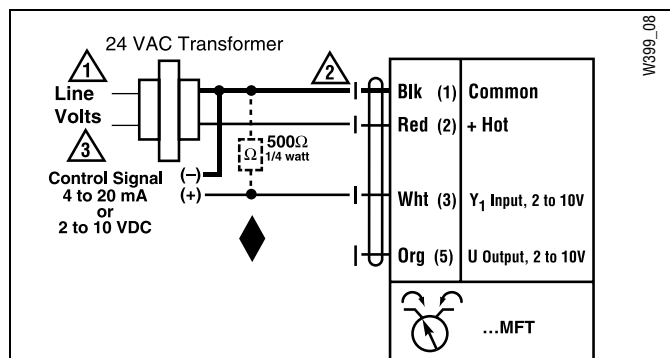 W399_08
24 VAC Transformer
1
2
Line
Volts
3
Control Signal
4 to 20 mA
or
2 to 10 VDC
(–)
(+)
Ω
500Ω
1/4 watt
Blk (1) Common
Red (2) + Hot
Wht (3) Y₁ Input, 2 to 10V
Org (5) U Output, 2 to 10V
...MFT